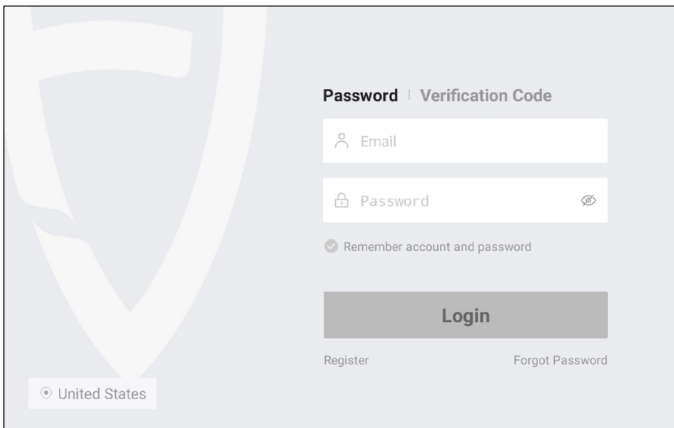 Password | Verification Code
Email
Password
Remember account and password
Login
Register Forgot Password
United States